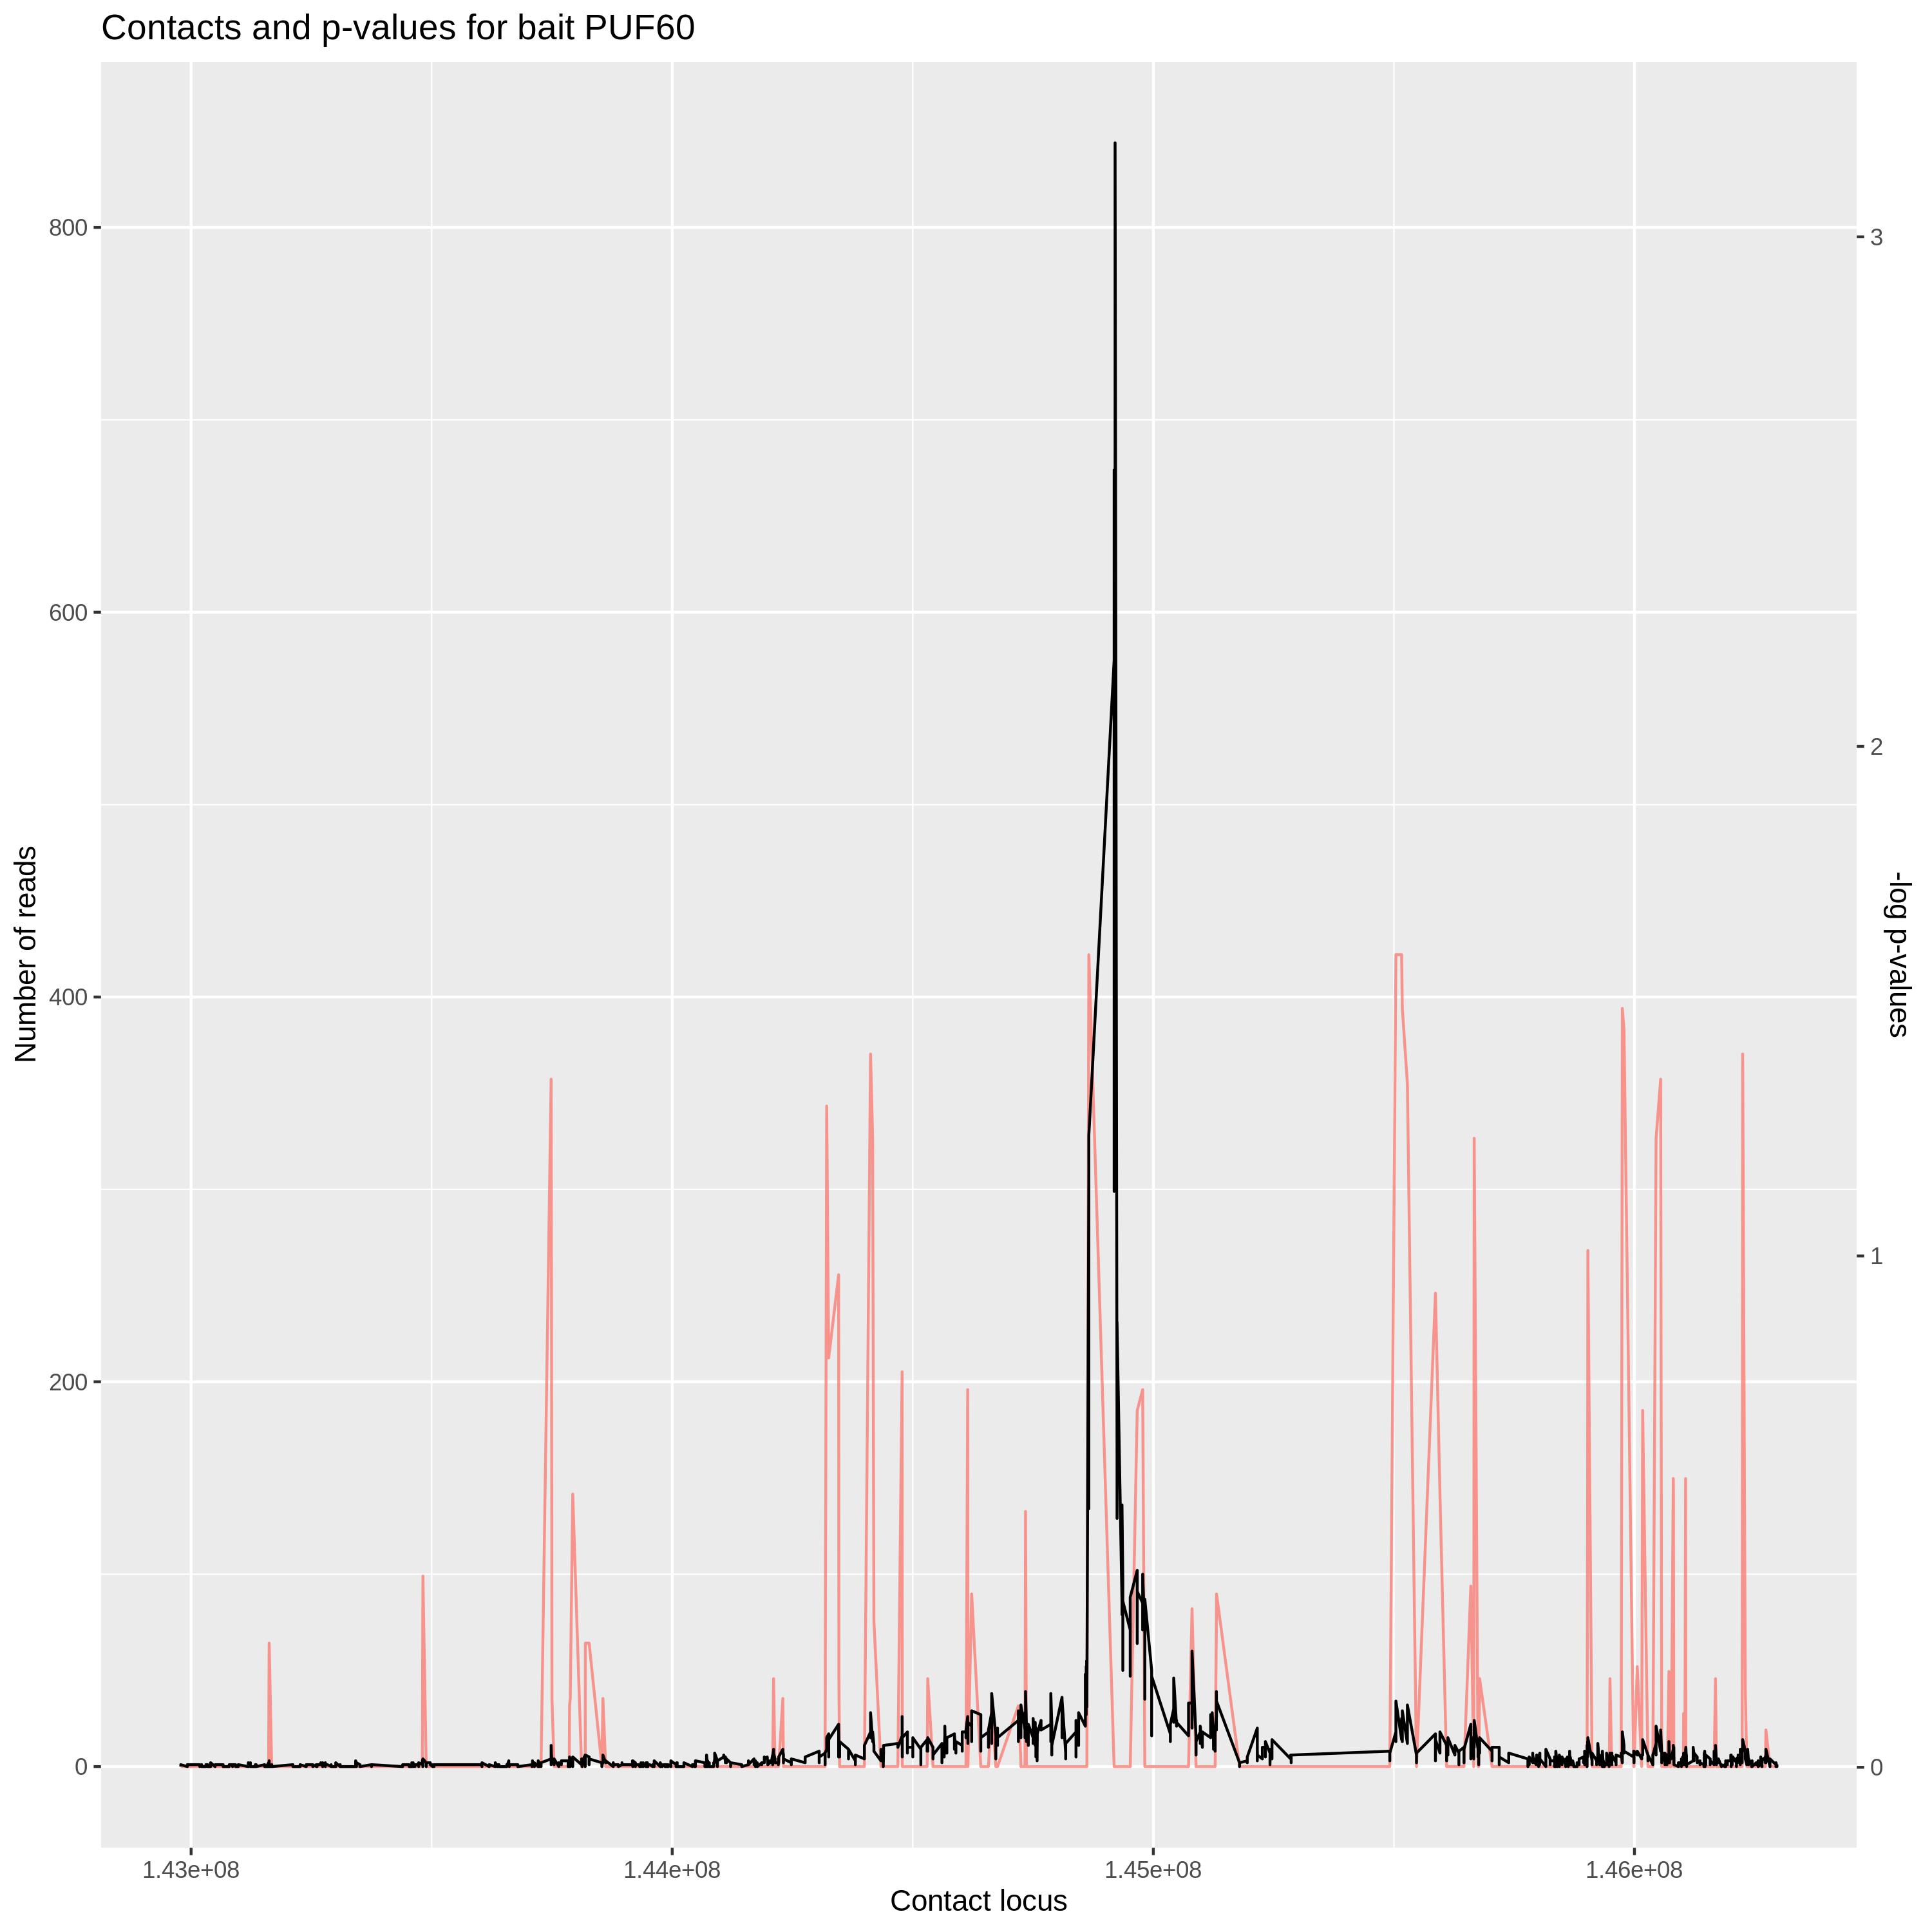 Contacts and p-values for bait PUF60
800
600
400
200
0
Number of reads
3
2
1
0
-log p-values
1.43e+08
1.44e+08
1.45e+08
1.46e+08
Contact locus